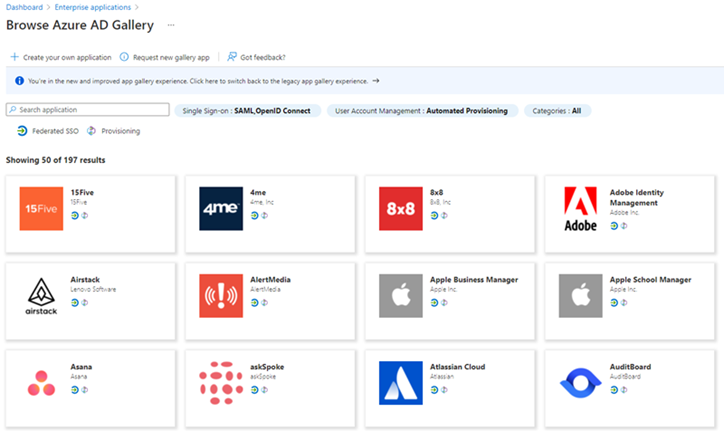 Dashboard > Enterprise applications >
Browse Azure AD Gallery ...
Create your own application Request new gallery app Got feedback?
You're in the new and improved app gallery experience. Click here to switch back to the legacy app gallery experience. →
Search application Single Sign-on : SAML,OpenID Connect User Account Management : Automated Provisioning Categories : All
Federated SSO Provisioning
Showing 50 of 197 results
15Five
15Five
15Five
4me
4me
4me, Inc
8x8
8x8
8x8, Inc
Adobe
Adobe Identity
Management
Adobe Inc.
airstack
Airstack
Lenovo Software
AlertMedia
AlertMedia
Apple Business Manager
Apple Inc.
Apple School Manager
Apple Inc.
Asana
Asana
askSpoke
askSpoke
Atlassian Cloud
Atlassian
AuditBoard
AuditBoard